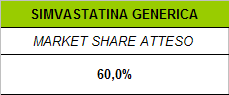 SIMVASTATINA GENERICA
MARKET SHARE ATTESO
60,0%